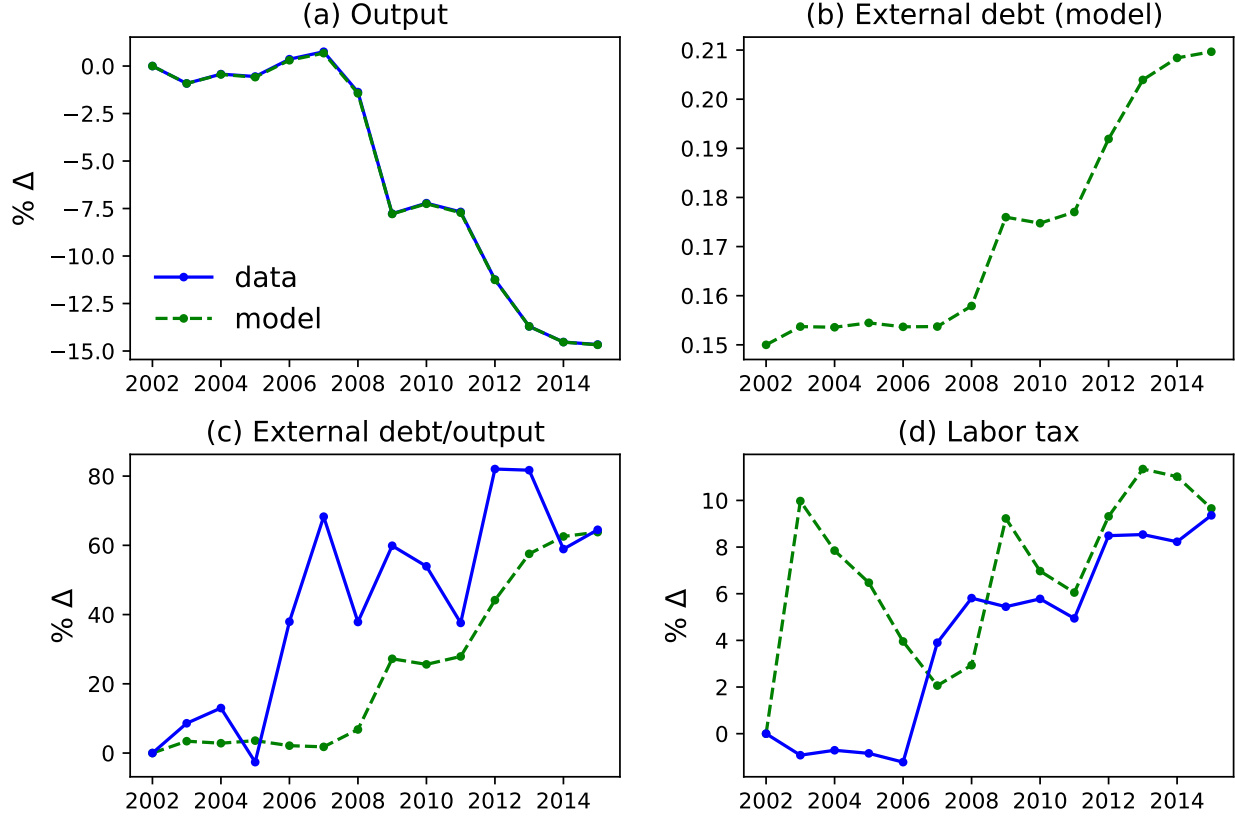 (a) Output
% Δ
0.0
−2.5
−5.0
−7.5
−10.0
−12.5
−15.0
data
model
2002 2004 2006 2008 2010 2012 2014
(b) External debt (model)
0.21
0.20
0.19
0.18
0.17
0.16
0.15
2002 2004 2006 2008 2010 2012 2014
(c) External debt/output
% Δ
80
60
40
20
0
2002 2004 2006 2008 2010 2012 2014
(d) Labor tax
% Δ
10
8
6
4
2
0
2002 2004 2006 2008 2010 2012 2014